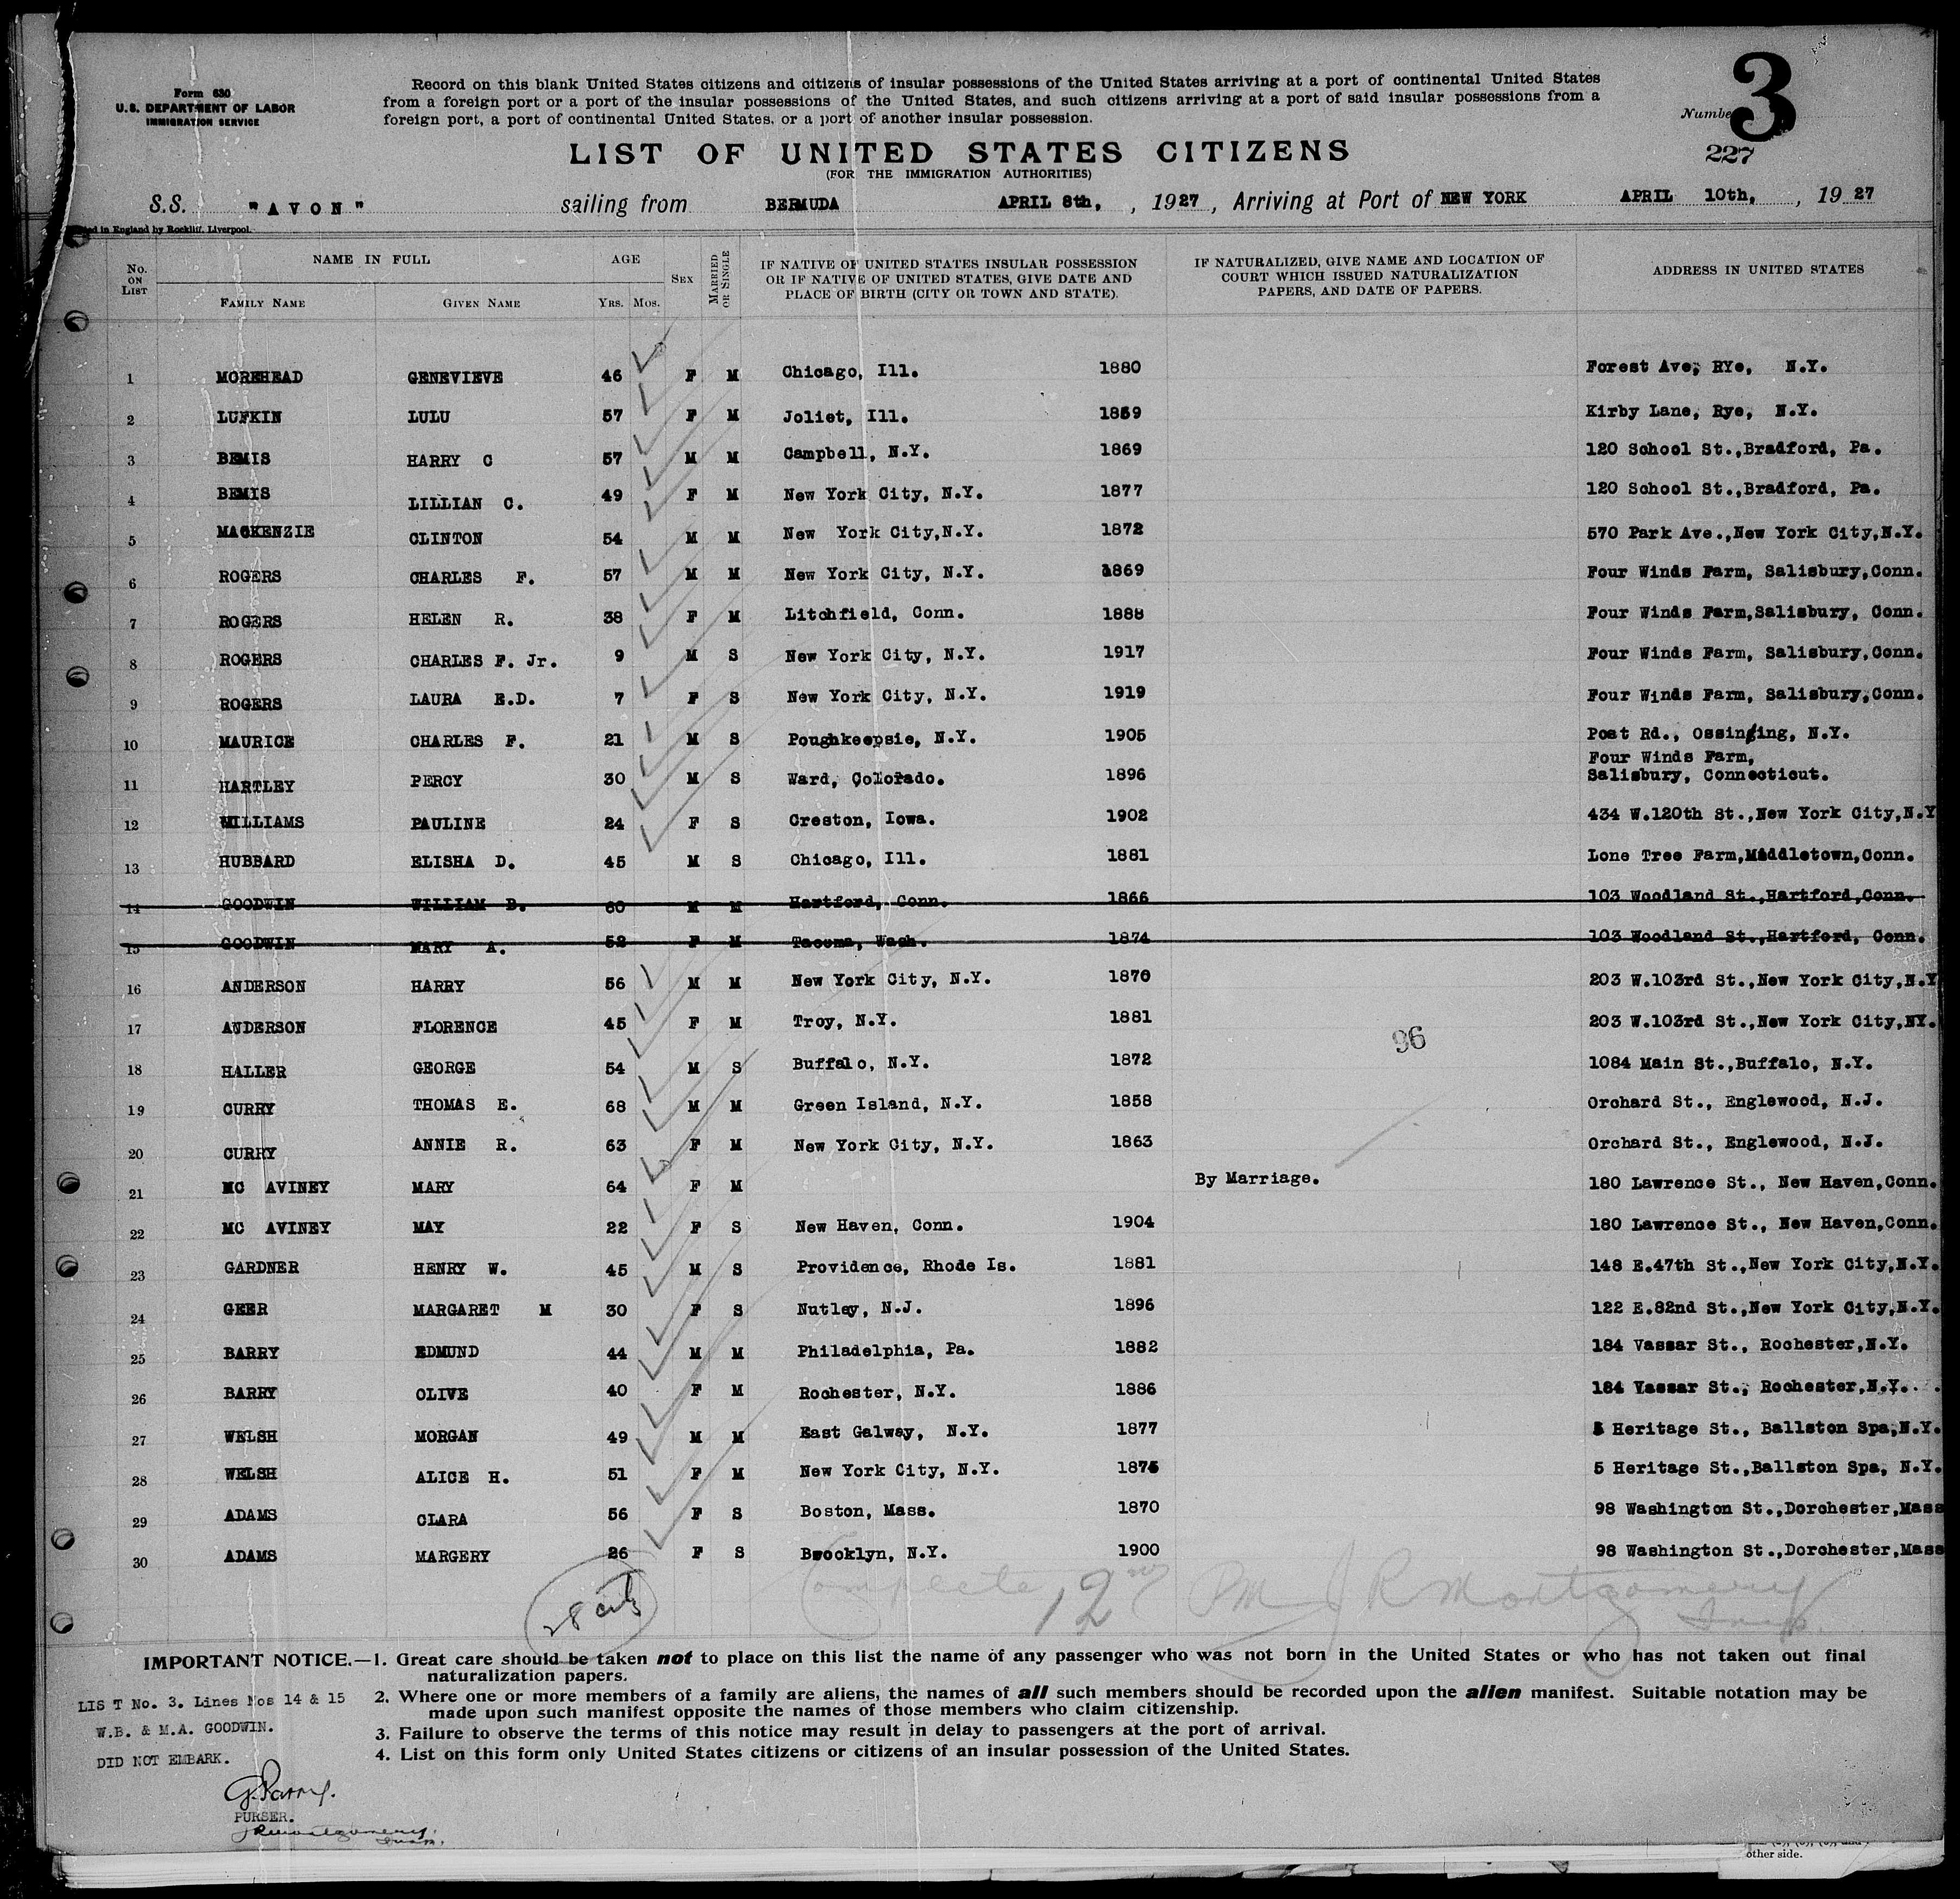 Form 630
U.S. DEPARTMENT OF LABOR
IMMIGRATION SERVICE
Record on this blank United States citizens and citizens of insular possessions of the United States arriving at a port of continental United States
from a foreign port or a port of the insular possessions of the United States, and such citizens arriving at a port of said insular possessions from a
foreign port, a port of continental United States, or a port of another insular possession.
Number 3
227
LIST OF UNITED STATES CITIZENS
(FOR THE IMMIGRATION AUTHORITIES)
S.S. "AVON" sailing from BERMUDA APRIL 8th, , 1927, Arriving at Port of NEW YORK APRIL 10th, , 1927
in England by Rockliff, Liverpool.
No. ON LIST NAME IN FULL FAMILY NAME GIVEN NAME AGE YRS. MOS. SEX MARRIED OR SINGLE IF NATIVE OF UNITED STATES INSULAR POSSESSION OR IF NATIVE OF UNITED STATES, GIVE DATE AND PLACE OF BIRTH (CITY OR TOWN AND STATE). IF NATURALIZED, GIVE NAME AND LOCATION OF COURT WHICH ISSUED NATURALIZATION PAPERS, AND DATE OF PAPERS. ADDRESS IN UNITED STATES
1 MOREHEAD GENEVIEVE 46 F M Chicago, Ill. 1880 Forest Ave, RYe, N.Y.
2 LUFKIN LULU 57 F M Joliet, Ill. 1869 Kirby Lane, Rye, N.Y.
3 BEMIS HARRY C 57 M M Campbell, N.Y. 1869 120 School St.,Bradford, Pa.
4 BEMIS LILLIAN C. 49 F M New York City, N.Y. 1877 120 School St.,Bradford, Pa.
5 MACKENZIE CLINTON 54 M M New York City,N.Y. 1872 570 Park Ave.,New York City,N.Y.
6 ROGERS CHARLES F. 57 M M New York City, N.Y. 1869 Four Winds Farm, Salisbury,Conn.
7 ROGERS HELEN R. 38 F M Litchfield, Conn. 1888 Four Winds Farm,Salisbury, Conn.
8 ROGERS CHARLES F. Jr. 9 M S New York City, N.Y. 1917 Four Winds Farm, Salisbury,Conn.
9 ROGERS LAURA E.D. 7 F S New York City, N.Y. 1919 Four Winds Farm, Salisbury,Conn.
10 MAURICE CHARLES F. 21 M S Poughkeepsie, N.Y. 1905 Post Rd., Ossinging, N.Y.
11 HARTLEY PERCY 30 M S Ward, Colorado. 1896 Four Winds Farm, Salisbury, Connecticut.
12 WILLIAMS PAULINE 24 F S Creston, Iowa. 1902 434 W.120th St.,New York City,N.Y
13 HUBBARD ELISHA D. 45 M S Chicago, Ill. 1881 Lone Tree Farm,Middletown,Conn.
14 GOODWIN WILLIAM B. 60 M M Hartford, Conn. 1866 103 Woodland St.,Hartford,Conn.
15 GOODWIN MARY A. 52 F M Tacoma, Wash. 1874 103 Woodland St.,Hartford, Conn.
16 ANDERSON HARRY 56 M M New York City, N.Y. 1870 203 W.103rd St.,New York City,N.Y
17 ANDERSON FLORENCE 45 F M Troy, N.Y. 1881 203 W.103rd St.,New York City,NY.
96
18 HALLER GEORGE 54 M S Buffalo, N.Y. 1872 1084 Main St.,Buffalo, N.Y.
19 CURRY THOMAS E. 68 M M Green Island, N.Y. 1858 Orchard St., Englewood, N.J.
20 CURRY ANNIE R. 63 F M New York City, N.Y. 1863 Orchard St., Englewood, N.J.
21 MC AVINEY MARY 64 F M By Marriage. 180 Lawrence St., New Haven,Conn.
22 MC AVINEY MAY 22 F S New Haven, Conn. 1904 180 Lawrence St., New Haven,Conn.
23 GARDNER HENRY W. 45 M S Providence, Rhode Is. 1881 148 E.47th St.,New York City,N.Y.
24 GEER MARGARET M 30 F S Nutley, N.J. 1896 122 E.82nd St.,New York City,N.Y.
25 BARRY EDMUND 44 M M Philadelphia, Pa. 1882 184 Vassar St., Rochester,N.Y.
26 BARRY OLIVE 40 F M Rochester, N.Y. 1886 184 Vassar St., Rochester,N.Y.
27 WELSH MORGAN 49 M M East Galway, N.Y. 1877 5 Heritage St., Ballston Spa,N.Y.
28 WELSH ALICE H. 51 F M New York City, N.Y. 1875 5 Heritage St.,Ballston Spa, N.Y.
29 ADAMS CLARA 56 F S Boston, Mass. 1870 98 Washington St.,Dorchester,Mass
30 ADAMS MARGERY 26 F S Brooklyn, N.Y. 1900 98 Washington St.,Dorchester,Mass
28 cits Complete 12 PM J R Montgomery
Insp.
IMPORTANT NOTICE.—1. Great care should be taken not to place on this list the name of any passenger who was not born in the United States or who has not taken out final
naturalization papers.
2. Where one or more members of a family are aliens, the names of all such members should be recorded upon the alien manifest. Suitable notation may be
made upon such manifest opposite the names of those members who claim citizenship.
3. Failure to observe the terms of this notice may result in delay to passengers at the port of arrival.
4. List on this form only United States citizens or citizens of an insular possession of the United States.
LIST No. 3. Lines Nos 14 & 15
W.B. & M.A. GOODWIN.
DID NOT EMBARK.
G. Parry.
PURSER.
JR Montgomery.
Insp.
other side.